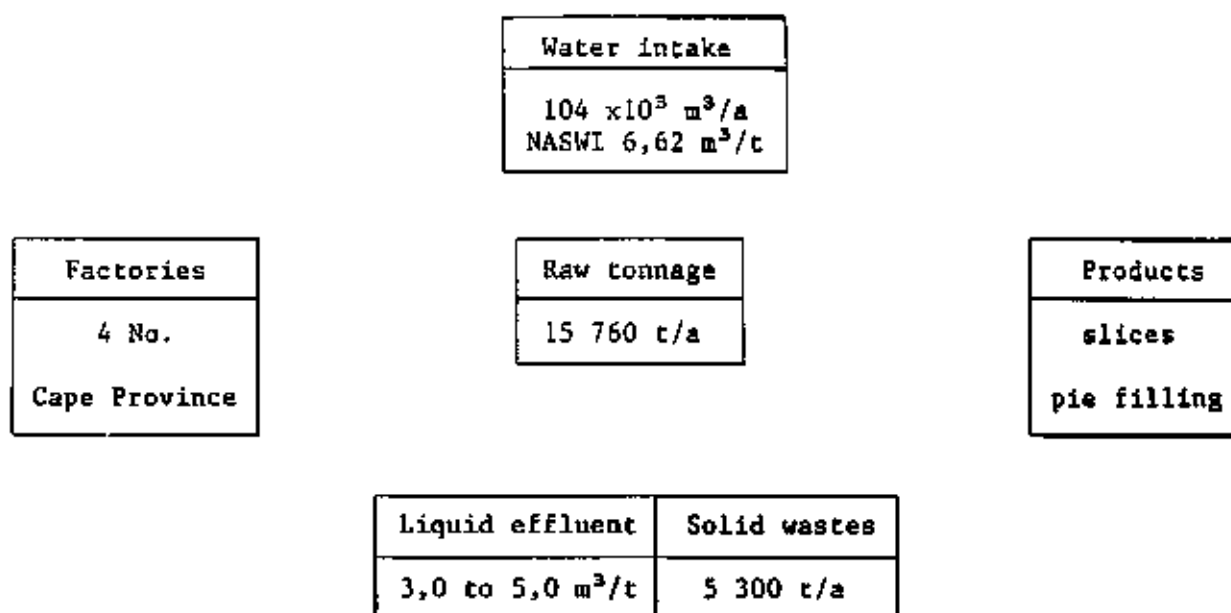 Water intake
104 x10³ m³/a
NASWI 6,62 m³/t
Factories
4 No.
Cape Province
Raw tonnage
15 760 t/a
Products
slices
pie filling
Liquid effluent
3,0 to 5,0 m³/t
Solid wastes
5 300 t/a